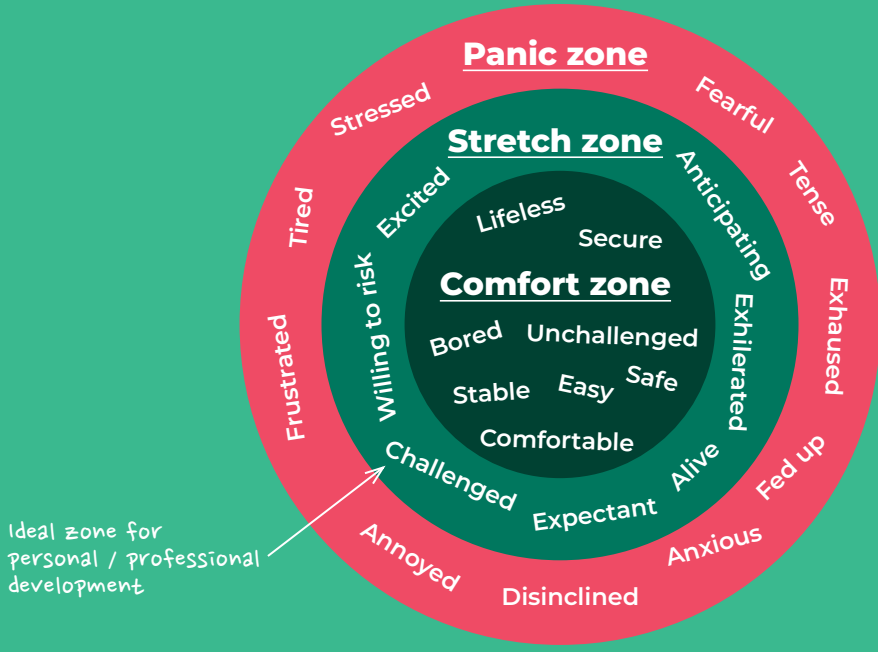 Panic zone
Stressed
Fearful
Tired
Tense
Frustrated
Exhaused
Fed up
Annoyed
Anxious
Disinclined
Stretch zone
Excited
Anticipating
Willing to risk
Exhilerated
Challenged
Alive
Expectant
Lifeless
Secure
Comfort zone
Bored
Unchallenged
Stable
Easy
Safe
Comfortable
Ideal zone for
personal / professional
development